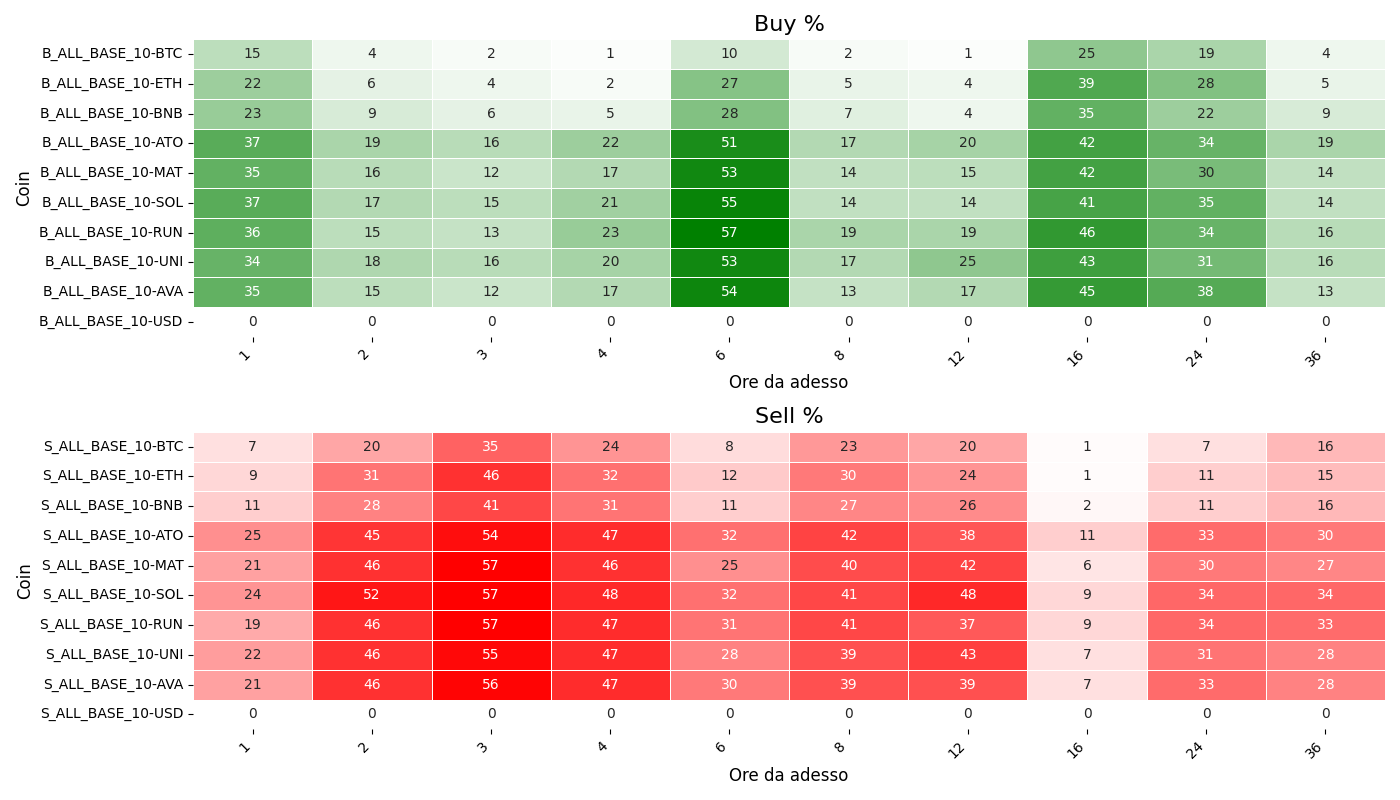 Buy %
Coin
B_ALL_BASE_10-BTC 15 4 2 1 10 2 1 25 19 4
B_ALL_BASE_10-ETH 22 6 4 2 27 5 4 39 28 5
B_ALL_BASE_10-BNB 23 9 6 5 28 7 4 35 22 9
B_ALL_BASE_10-ATO 37 19 16 22 51 17 20 42 34 19
B_ALL_BASE_10-MAT 35 16 12 17 53 14 15 42 30 14
B_ALL_BASE_10-SOL 37 17 15 21 55 14 14 41 35 14
B_ALL_BASE_10-RUN 36 15 13 23 57 19 19 46 34 16
B_ALL_BASE_10-UNI 34 18 16 20 53 17 25 43 31 16
B_ALL_BASE_10-AVA 35 15 12 17 54 13 17 45 38 13
B_ALL_BASE_10-USD 0 0 0 0 0 0 0 0 0 0
1 2 3 4 6 8 12 16 24 36
Ore da adesso
Sell %
Coin
S_ALL_BASE_10-BTC 7 20 35 24 8 23 20 1 7 16
S_ALL_BASE_10-ETH 9 31 46 32 12 30 24 1 11 15
S_ALL_BASE_10-BNB 11 28 41 31 11 27 26 2 11 16
S_ALL_BASE_10-ATO 25 45 54 47 32 42 38 11 33 30
S_ALL_BASE_10-MAT 21 46 57 46 25 40 42 6 30 27
S_ALL_BASE_10-SOL 24 52 57 48 32 41 48 9 34 34
S_ALL_BASE_10-RUN 19 46 57 47 31 41 37 9 34 33
S_ALL_BASE_10-UNI 22 46 55 47 28 39 43 7 31 28
S_ALL_BASE_10-AVA 21 46 56 47 30 39 39 7 33 28
S_ALL_BASE_10-USD 0 0 0 0 0 0 0 0 0 0
1 2 3 4 6 8 12 16 24 36
Ore da adesso